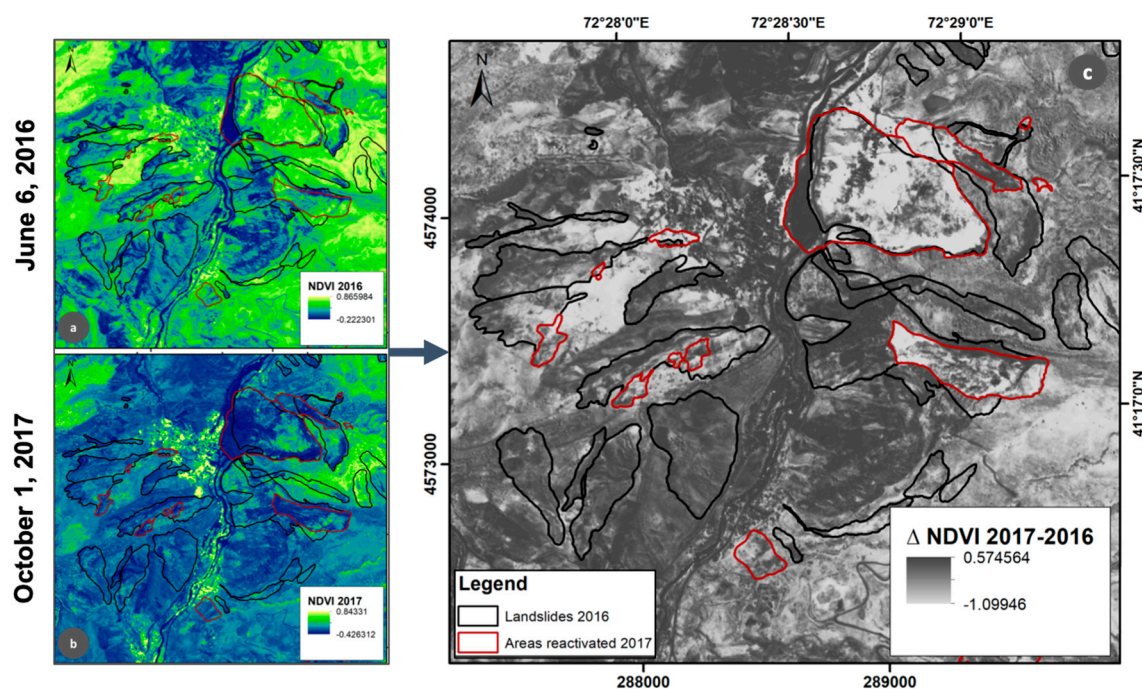 June 6, 2016
NDVI 2016
0.865984
-0.222301
a
October 1, 2017
NDVI 2017
0.84331
-0.426312
b
72°28'0"E
72°28'30"E
72°29'0"E
N
c
4574000
4573000
41°17'30"N
41°17'0"N
Legend
Landslides 2016
Areas reactivated 2017
Δ NDVI 2017-2016
0.574564
-1.09946
288000
289000